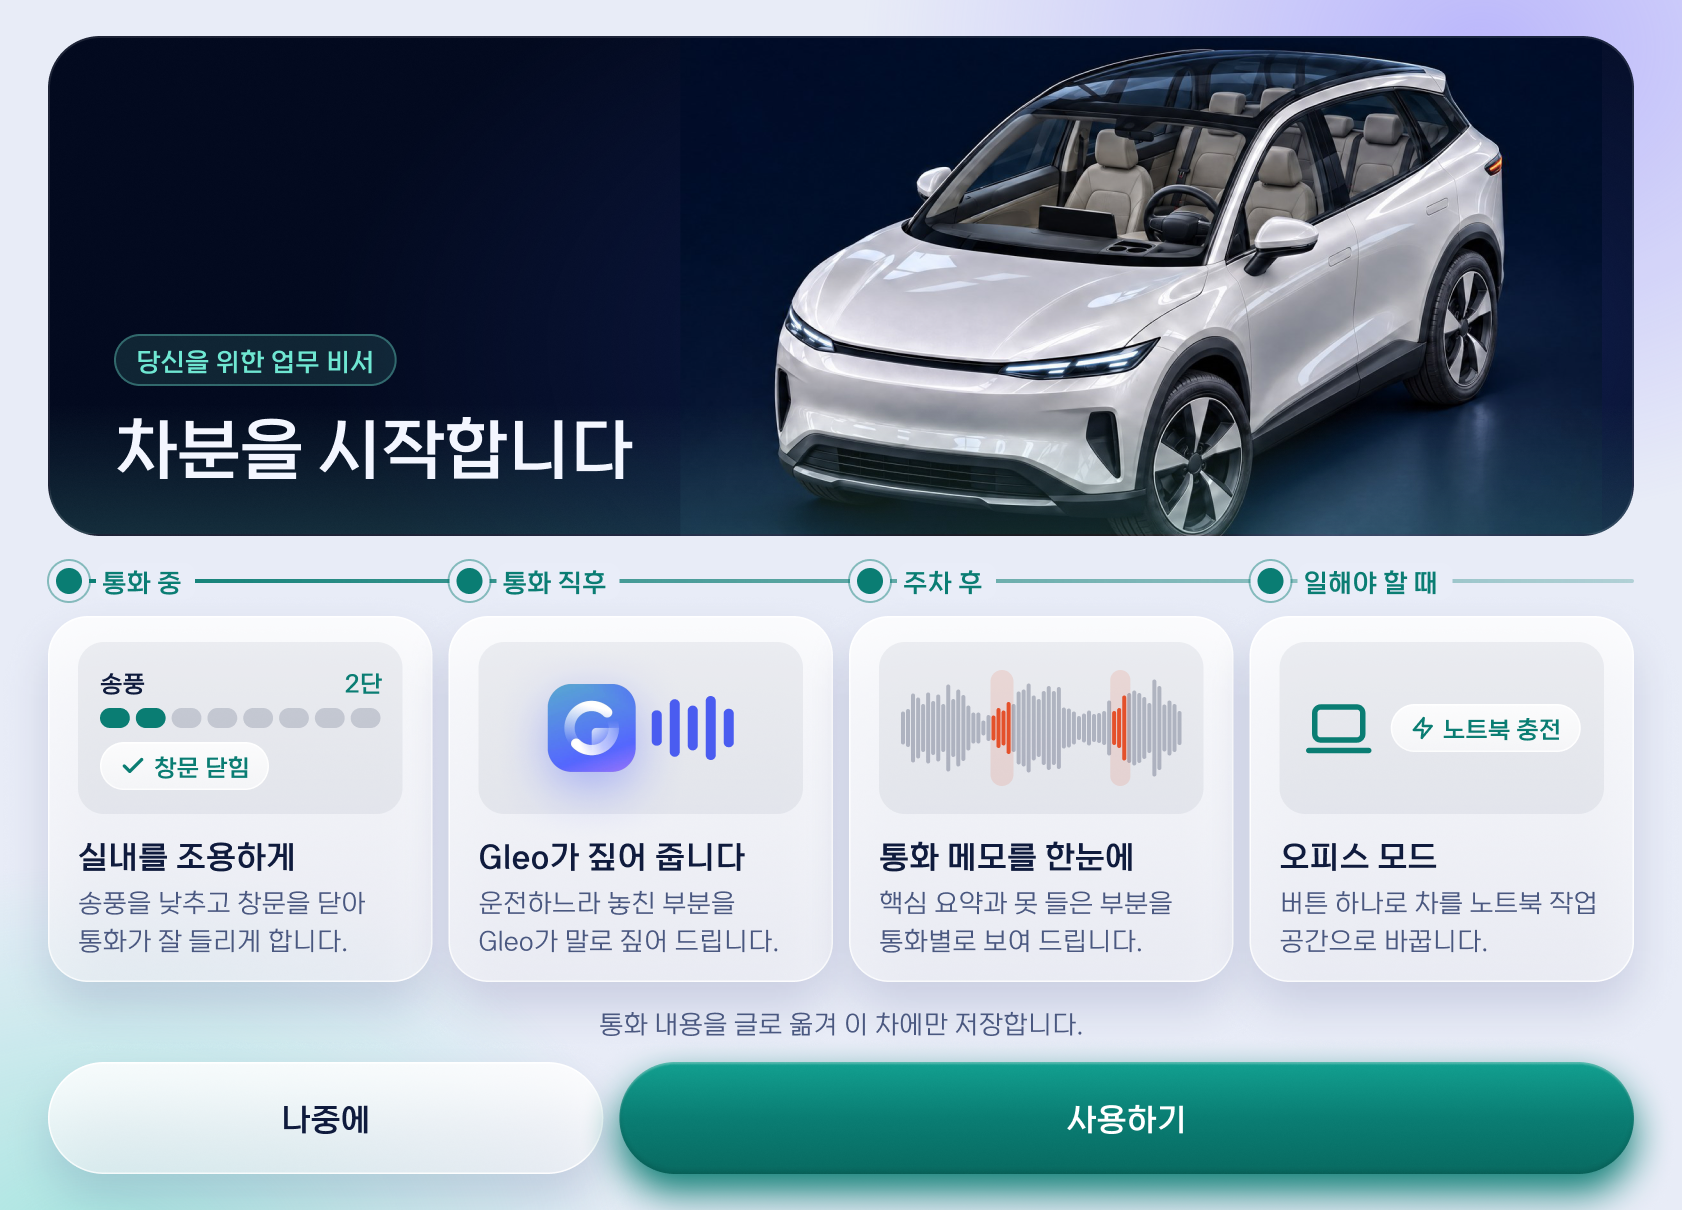 당신을 위한 업무 비서
차분을 시작합니다
통화 중
통화 직후
주차 후
일해야 할 때
송풍 2단
창문 닫힘
실내를 조용하게
송풍을 낮추고 창문을 닫아
통화가 잘 들리게 합니다.
Gleo가 짚어 줍니다
운전하느라 놓친 부분을
Gleo가 말로 짚어 드립니다.
통화 메모를 한눈에
핵심 요약과 못 들은 부분을
통화별로 보여 드립니다.
노트북 충전
오피스 모드
버튼 하나로 차를 노트북 작업
공간으로 바꿉니다.
통화 내용을 글로 옮겨 이 차에만 저장합니다.
나중에
사용하기